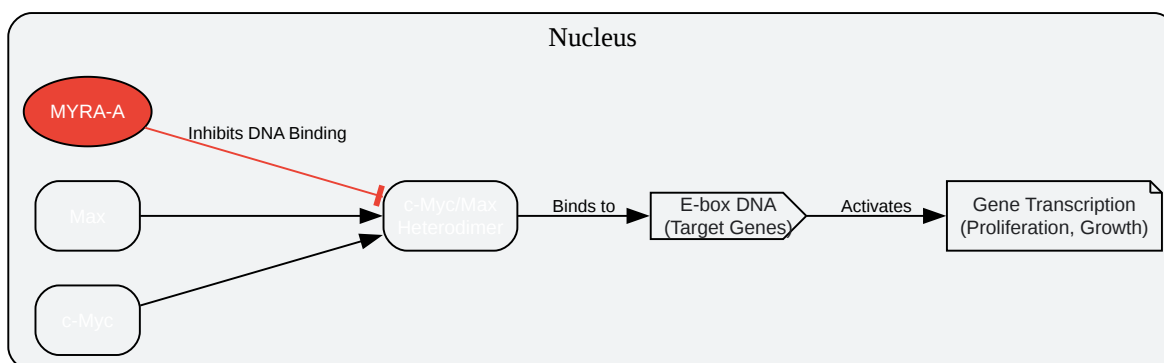 Nucleus
MYRA-A
Inhibits DNA Binding
Max
c-Myc/Max
Heterodimer
Binds to
E-box DNA
(Target Genes)
Activates
Gene Transcription
(Proliferation, Growth)
c-Myc